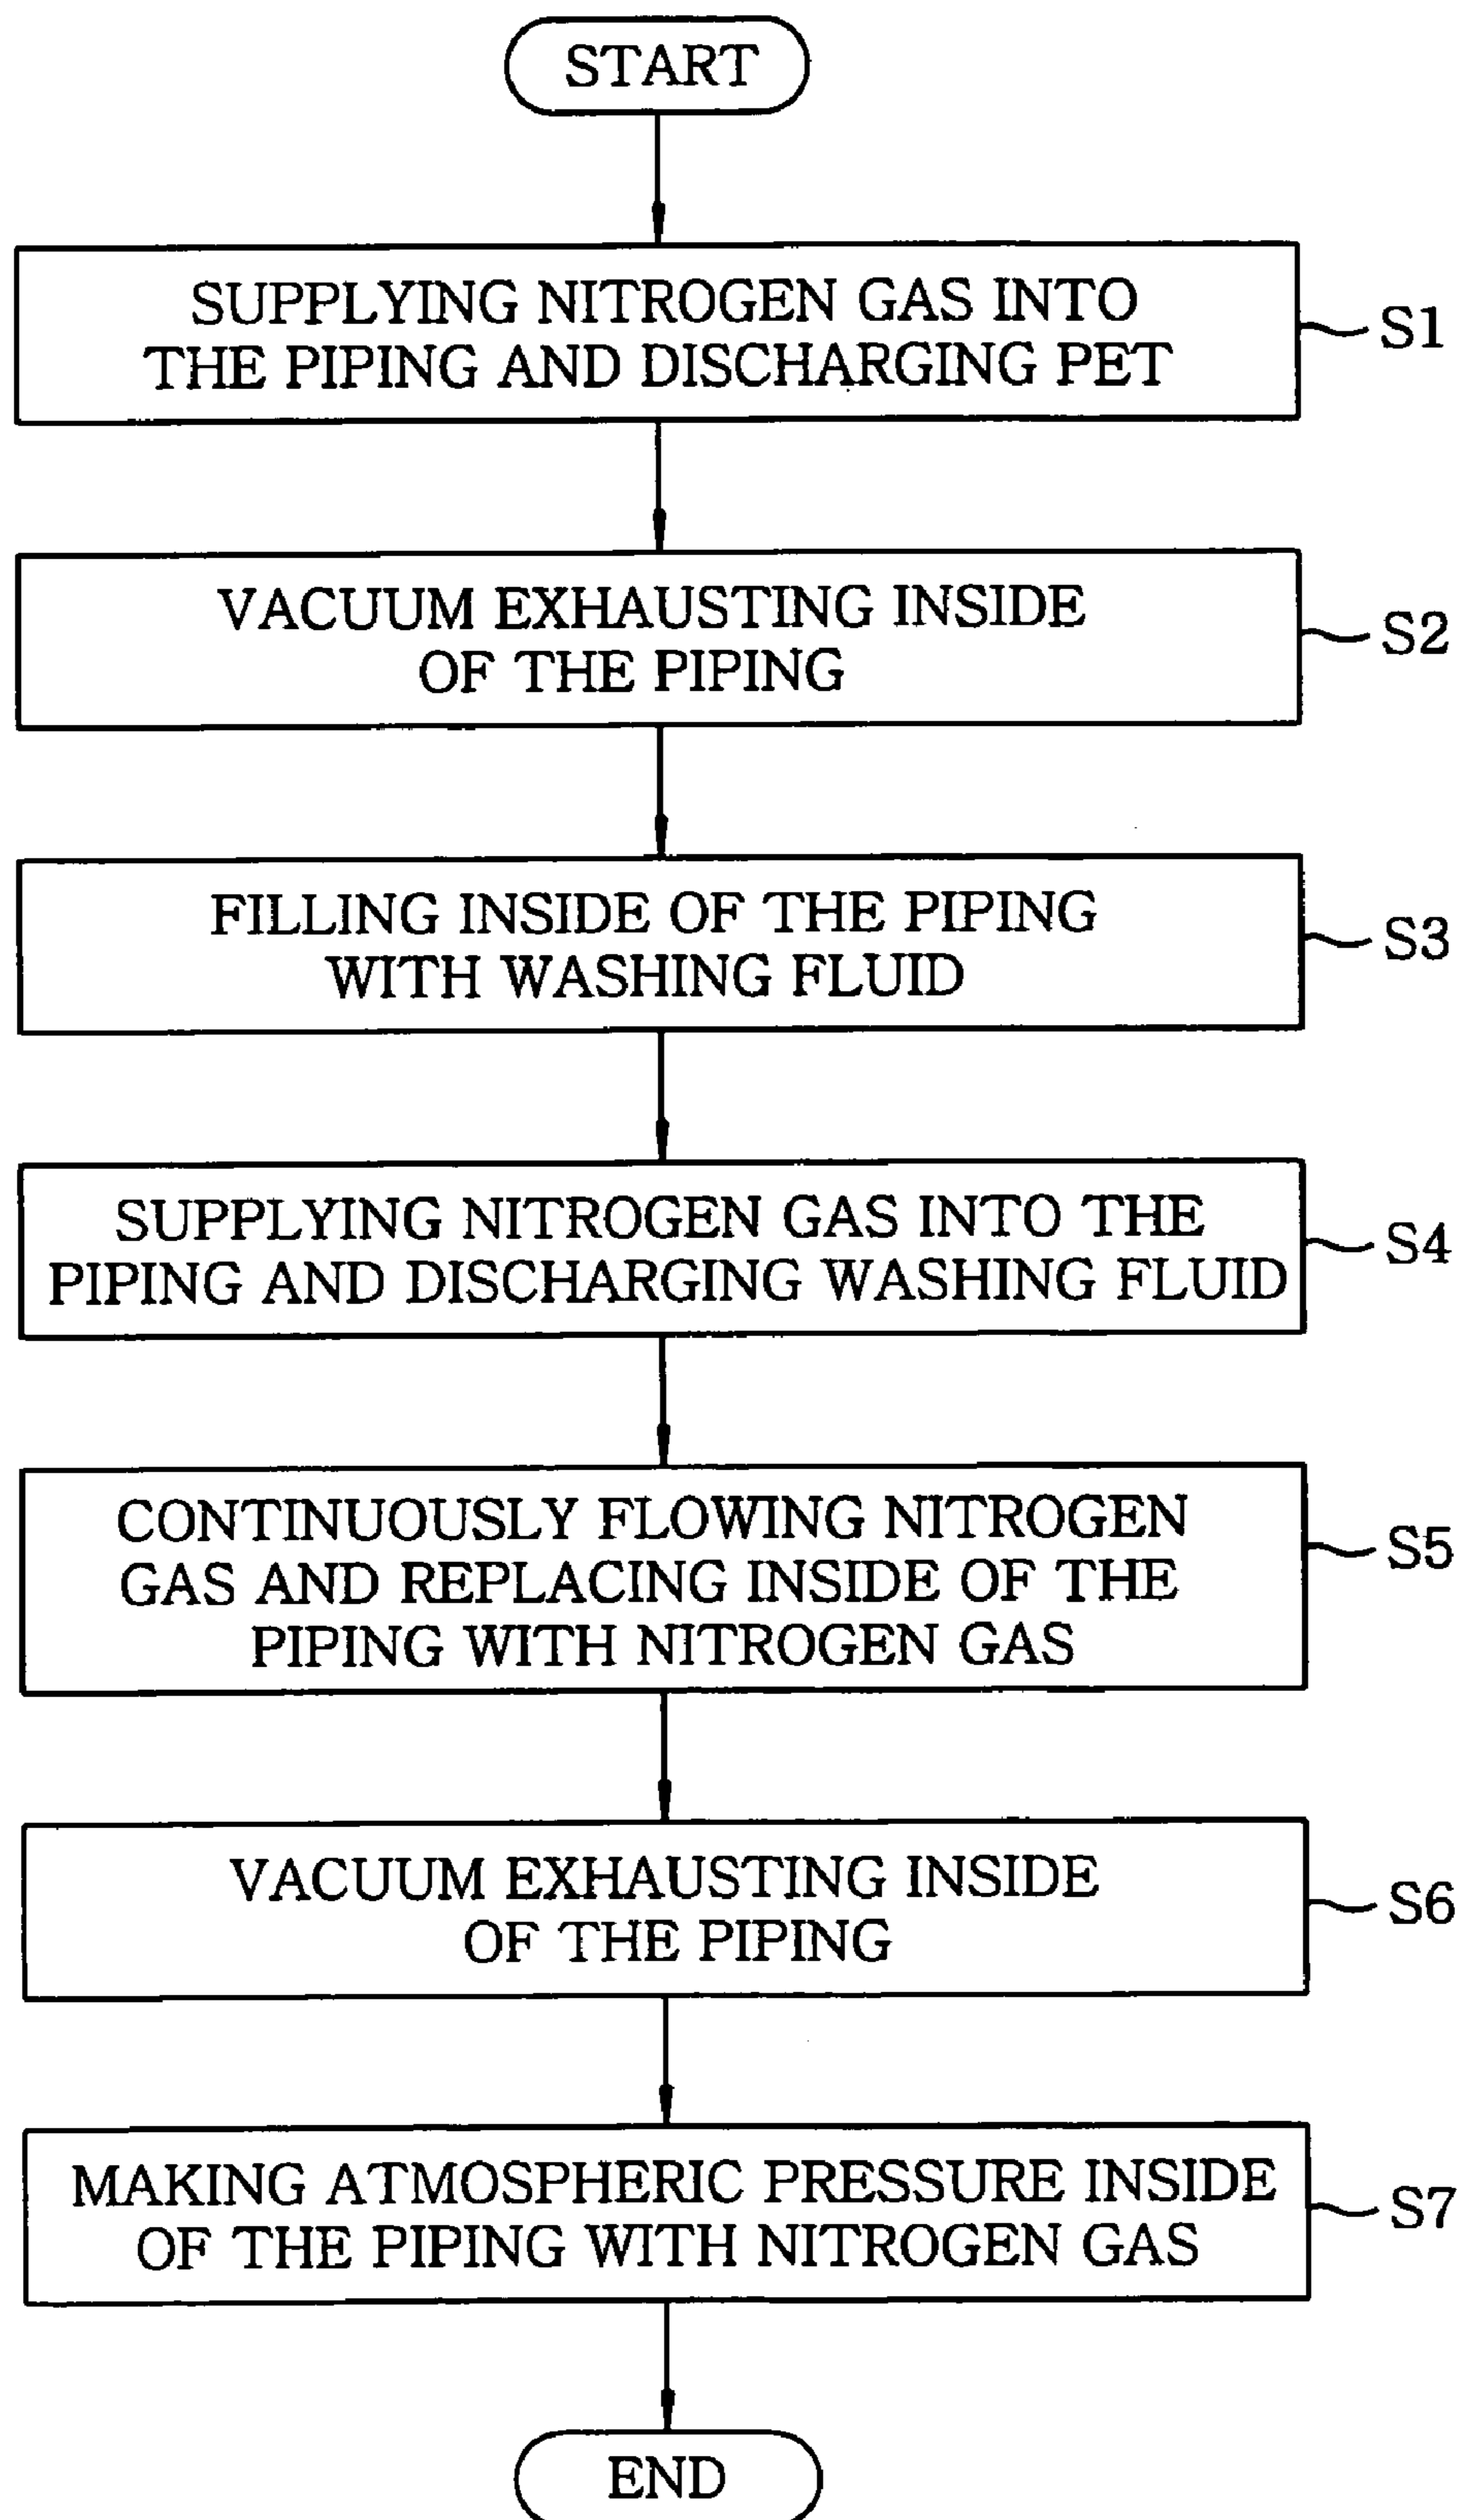 START
SUPPLYING NITROGEN GAS INTO
THE PIPING AND DISCHARGING PET
S1
VACUUM EXHAUSTING INSIDE
OF THE PIPING
S2
FILLING INSIDE OF THE PIPING
WITH WASHING FLUID
S3
SUPPLYING NITROGEN GAS INTO THE
PIPING AND DISCHARGING WASHING FLUID
S4
CONTINUOUSLY FLOWING NITROGEN
GAS AND REPLACING INSIDE OF THE
PIPING WITH NITROGEN GAS
S5
VACUUM EXHAUSTING INSIDE
OF THE PIPING
S6
MAKING ATMOSPHERIC PRESSURE INSIDE
OF THE PIPING WITH NITROGEN GAS
S7
END